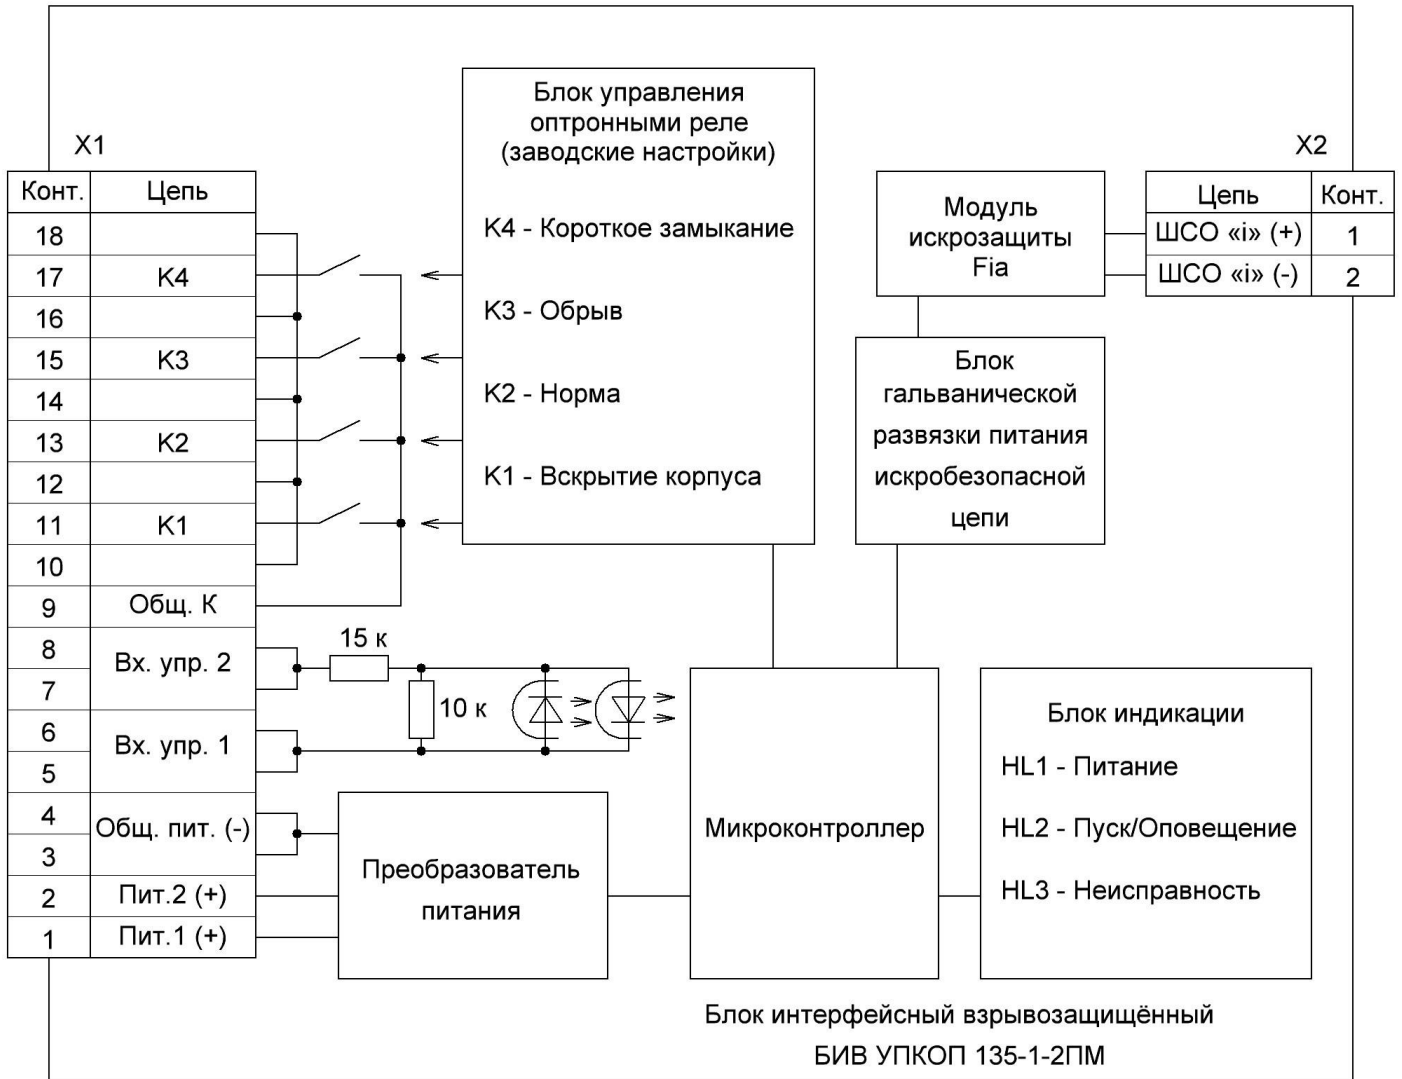 X1
Конт. Цепь
18
17 K4
16
15 K3
14
13 K2
12
11 K1
10
9 Общ. К
8
Вх. упр. 2
7
6
Вх. упр. 1
5
4
Общ. пит. (-)
3
2 Пит.2 (+)
1 Пит.1 (+)
Блок управления
оптронными реле
(заводские настройки)
K4 - Короткое замыкание
K3 - Обрыв
K2 - Норма
K1 - Вскрытие корпуса
X2
Цепь Конт.
ШСО «i» (+) 1
ШСО «i» (-) 2
Модуль
искрозащиты
Fia
Блок
гальванической
развязки питания
искробезопасной
цепи
15 к
10 к
Преобразователь
питания
Микроконтроллер
Блок индикации
HL1 - Питание
HL2 - Пуск/Оповещение
HL3 - Неисправность
Блок интерфейсный взрывозащищённый
БИВ УПКОП 135-1-2ПМ